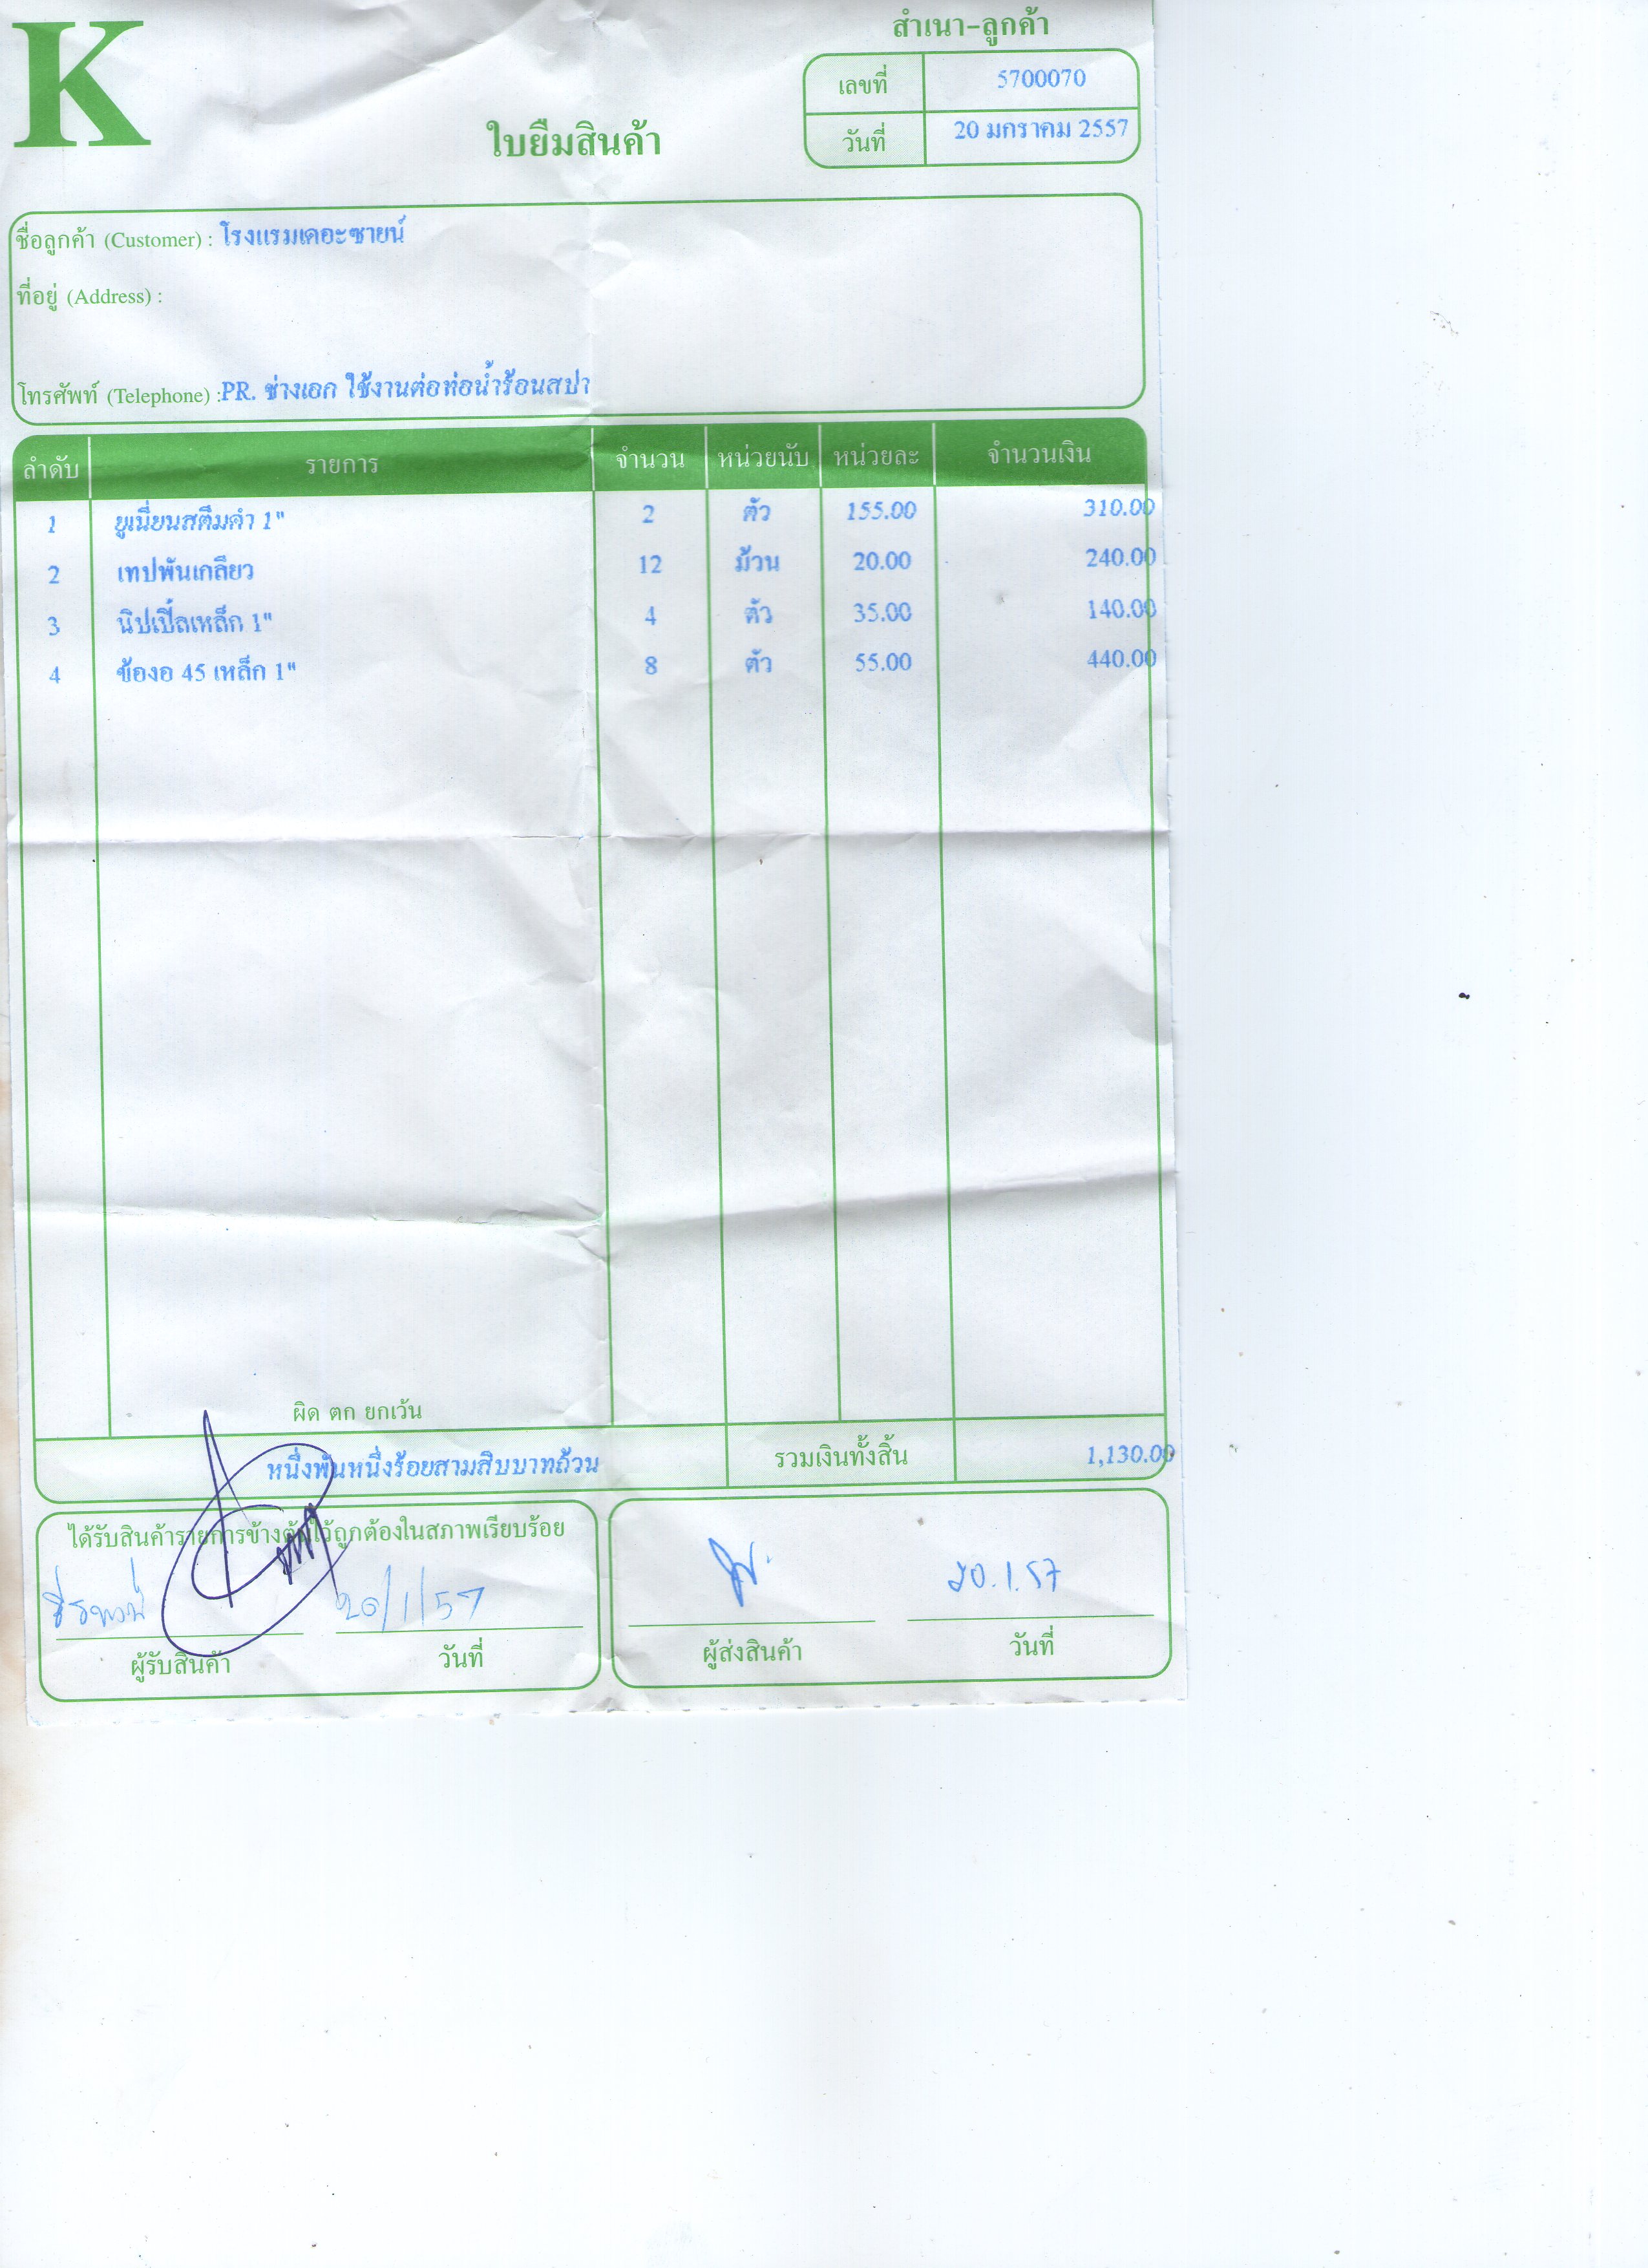 K
สำเนา-ลูกค้า
เลขที่ 5700070
ใบยืมสินค้า
วันที่ 20 มกราคม 2557
ชื่อลูกค้า (Customer) : โรงแรมเดอะซายน์
ที่อยู่ (Address) :
โทรศัพท์ (Telephone) : PR. ช่างเอก ใช้งานต่อท่อน้ำร้อนสปา
ลำดับ รายการ จำนวน หน่วยนับ หน่วยละ จำนวนเงิน
1 ยูเนี่ยนสตีมดำ 1" 2 ตัว 155.00 310.00
2 เทปพันเกลียว 12 ม้วน 20.00 240.00
3 นิปเปิ้ลเหล็ก 1" 4 ตัว 35.00 140.00
4 ข้องอ 45 เหล็ก 1" 8 ตัว 55.00 440.00
ผิด ตก ยกเว้น
หนึ่งพันหนึ่งร้อยสามสิบบาทถ้วน รวมเงินทั้งสิ้น 1,130.00
ได้รับสินค้ารายการข้างต้นไว้ถูกต้องในสภาพเรียบร้อย
20/1/57 20.1.57
ผู้รับสินค้า วันที่ ผู้ส่งสินค้า วันที่